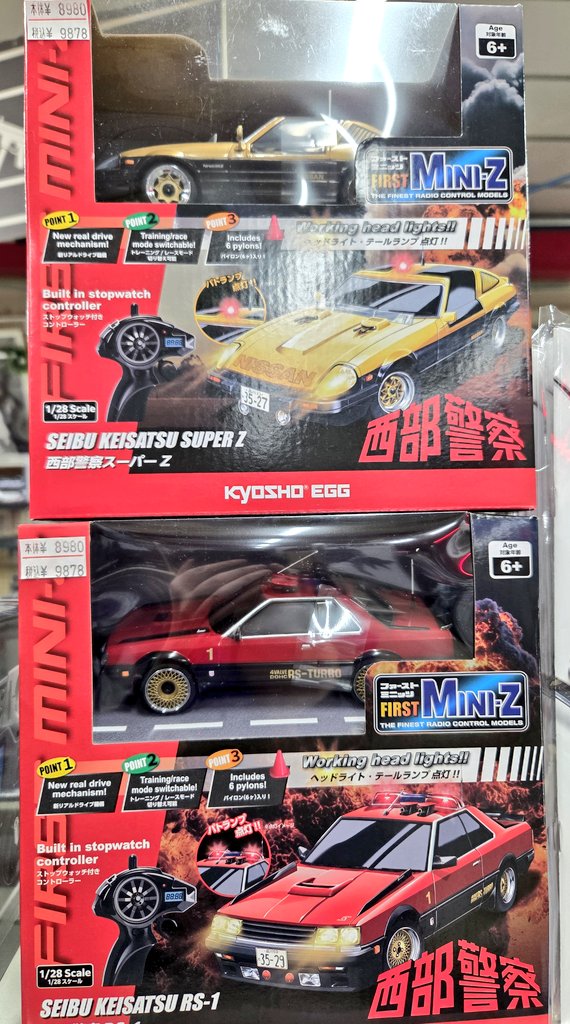 本体¥ 8980
税込¥ 9878
Age
対象年齢
6+
MINI-
FIRS
ファースト
ミニッツ
FIRST MINI-Z
THE FINEST RADIO CONTROL MODELS
POINT 1
New real drive
mechanism!
新リアルドライブ機構
POINT 2
Training/race
mode switchable!
トレーニング/レースモード
切り替え可能
POINT 3
Includes
6 pylons!
パイロン(6ヶ)入り!
Working head lights!!
ヘッドライト・テールランプ 点灯!!
Built in stopwatch
controller
ストップウォッチ付き
コントローラー
パトランプ
点灯!!
NISSAN
35-27
1/28 Scale
1/28 スケール
SEIBU KEISATSU SUPER Z
西部警察スーパーZ
西部警察
KYOSHO EGG
本体¥ 8980
税込¥ 9878
Age
対象年齢
6+
MINI-
FIRS
1
4VALVE
DOHC RS-TURBO
ファースト
ミニッツ
FIRST MINI-Z
THE FINEST RADIO CONTROL MODELS
POINT 1
New real drive
mechanism!
新リアルドライブ機構
POINT 2
Training/race
mode switchable!
トレーニング/レースモード
切り替え可能
POINT 3
Includes
6 pylons!
パイロン(6ヶ)入り!
Working head lights!!
ヘッドライト・テールランプ 点灯!!
Built in stopwatch
controller
ストップウォッチ付き
コントローラー
パトランプ
点灯!!
1
35-29
1/28 Scale
1/28 スケール
SEIBU KEISATSU RS-1
西部警察